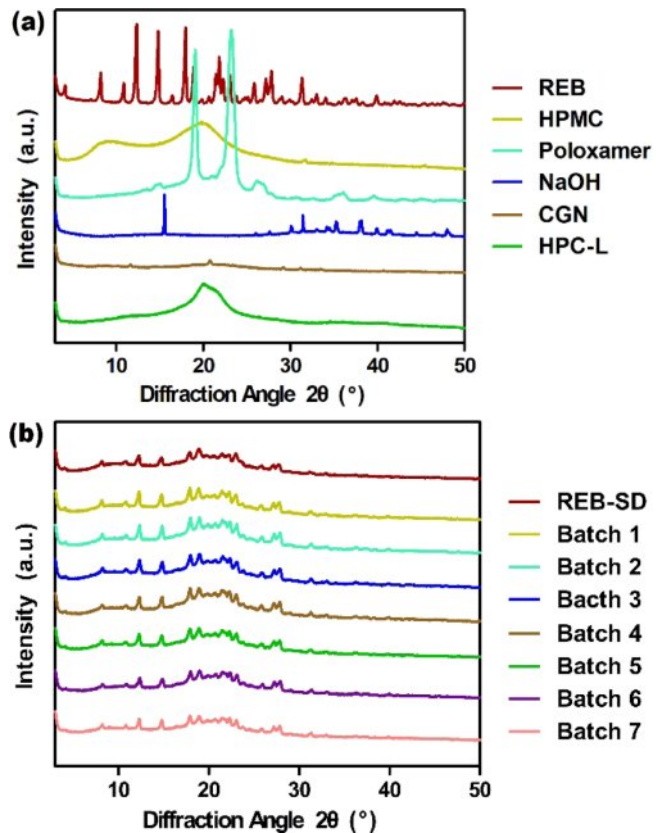 (a)
Intensity (a.u.)
10 20 30 40 50
Diffraction Angle 2θ (°)
REB
HPMC
Poloxamer
NaOH
CGN
HPC-L
(b)
Intensity (a.u.)
10 20 30 40 50
Diffraction Angle 2θ (°)
REB-SD
Batch 1
Batch 2
Bacth 3
Batch 4
Batch 5
Batch 6
Batch 7